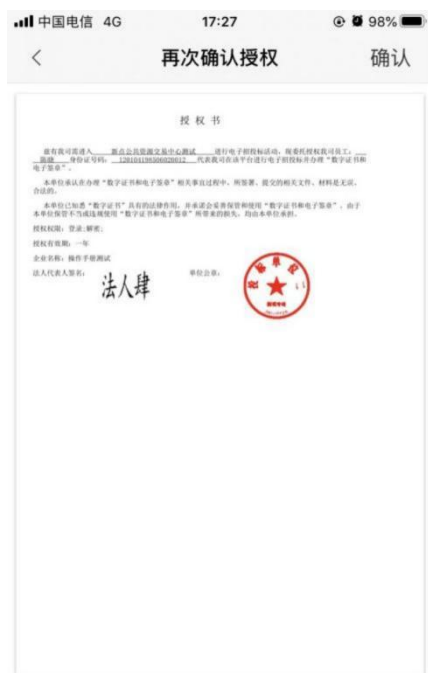 中国电信 4G 17:27 98%
再次确认授权 确认
授 权 书
兹有我司需进入 新点公共资源交易中心测试 进行电子招投标活动，现委托授权我司员工：
身份证号码： 代表我司在该平台进行电子招投标并办理“数字证书和
电子签章”。
本单位承认在办理“数字证书和电子签章”相关事宜过程中，所签署、提交的相关文件、材料是无误、
合法的。
本单位已知悉“数字证书”具有的法律作用，并承诺会妥善保管和使用“数字证书和电子签章”，由于
本单位保管不当或违规使用“数字证书和电子签章”所带来的损失，均由本单位承担。
授权权限：登录;解密;
授权有效期：一年
企业名称：操作手册测试
法人代表人签名： 法人肆 单位公章：